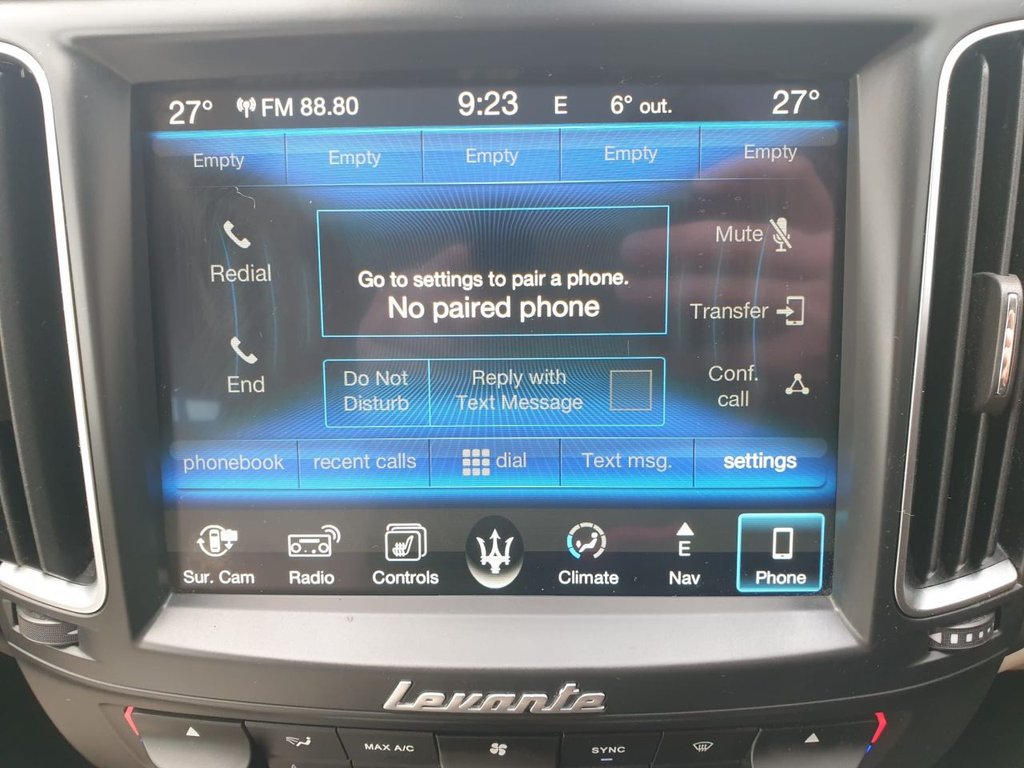 27° FM 88.80 9:23 E 6° out. 27°
Empty Empty Empty Empty Empty
Redial
Go to settings to pair a phone.
No paired phone
Mute
Transfer
End
Do Not
Disturb
Reply with
Text Message
Conf.
call
phonebook recent calls dial Text msg. settings
E
Sur. Cam Radio Controls Climate Nav Phone
Levante
MAX A/C SYNC